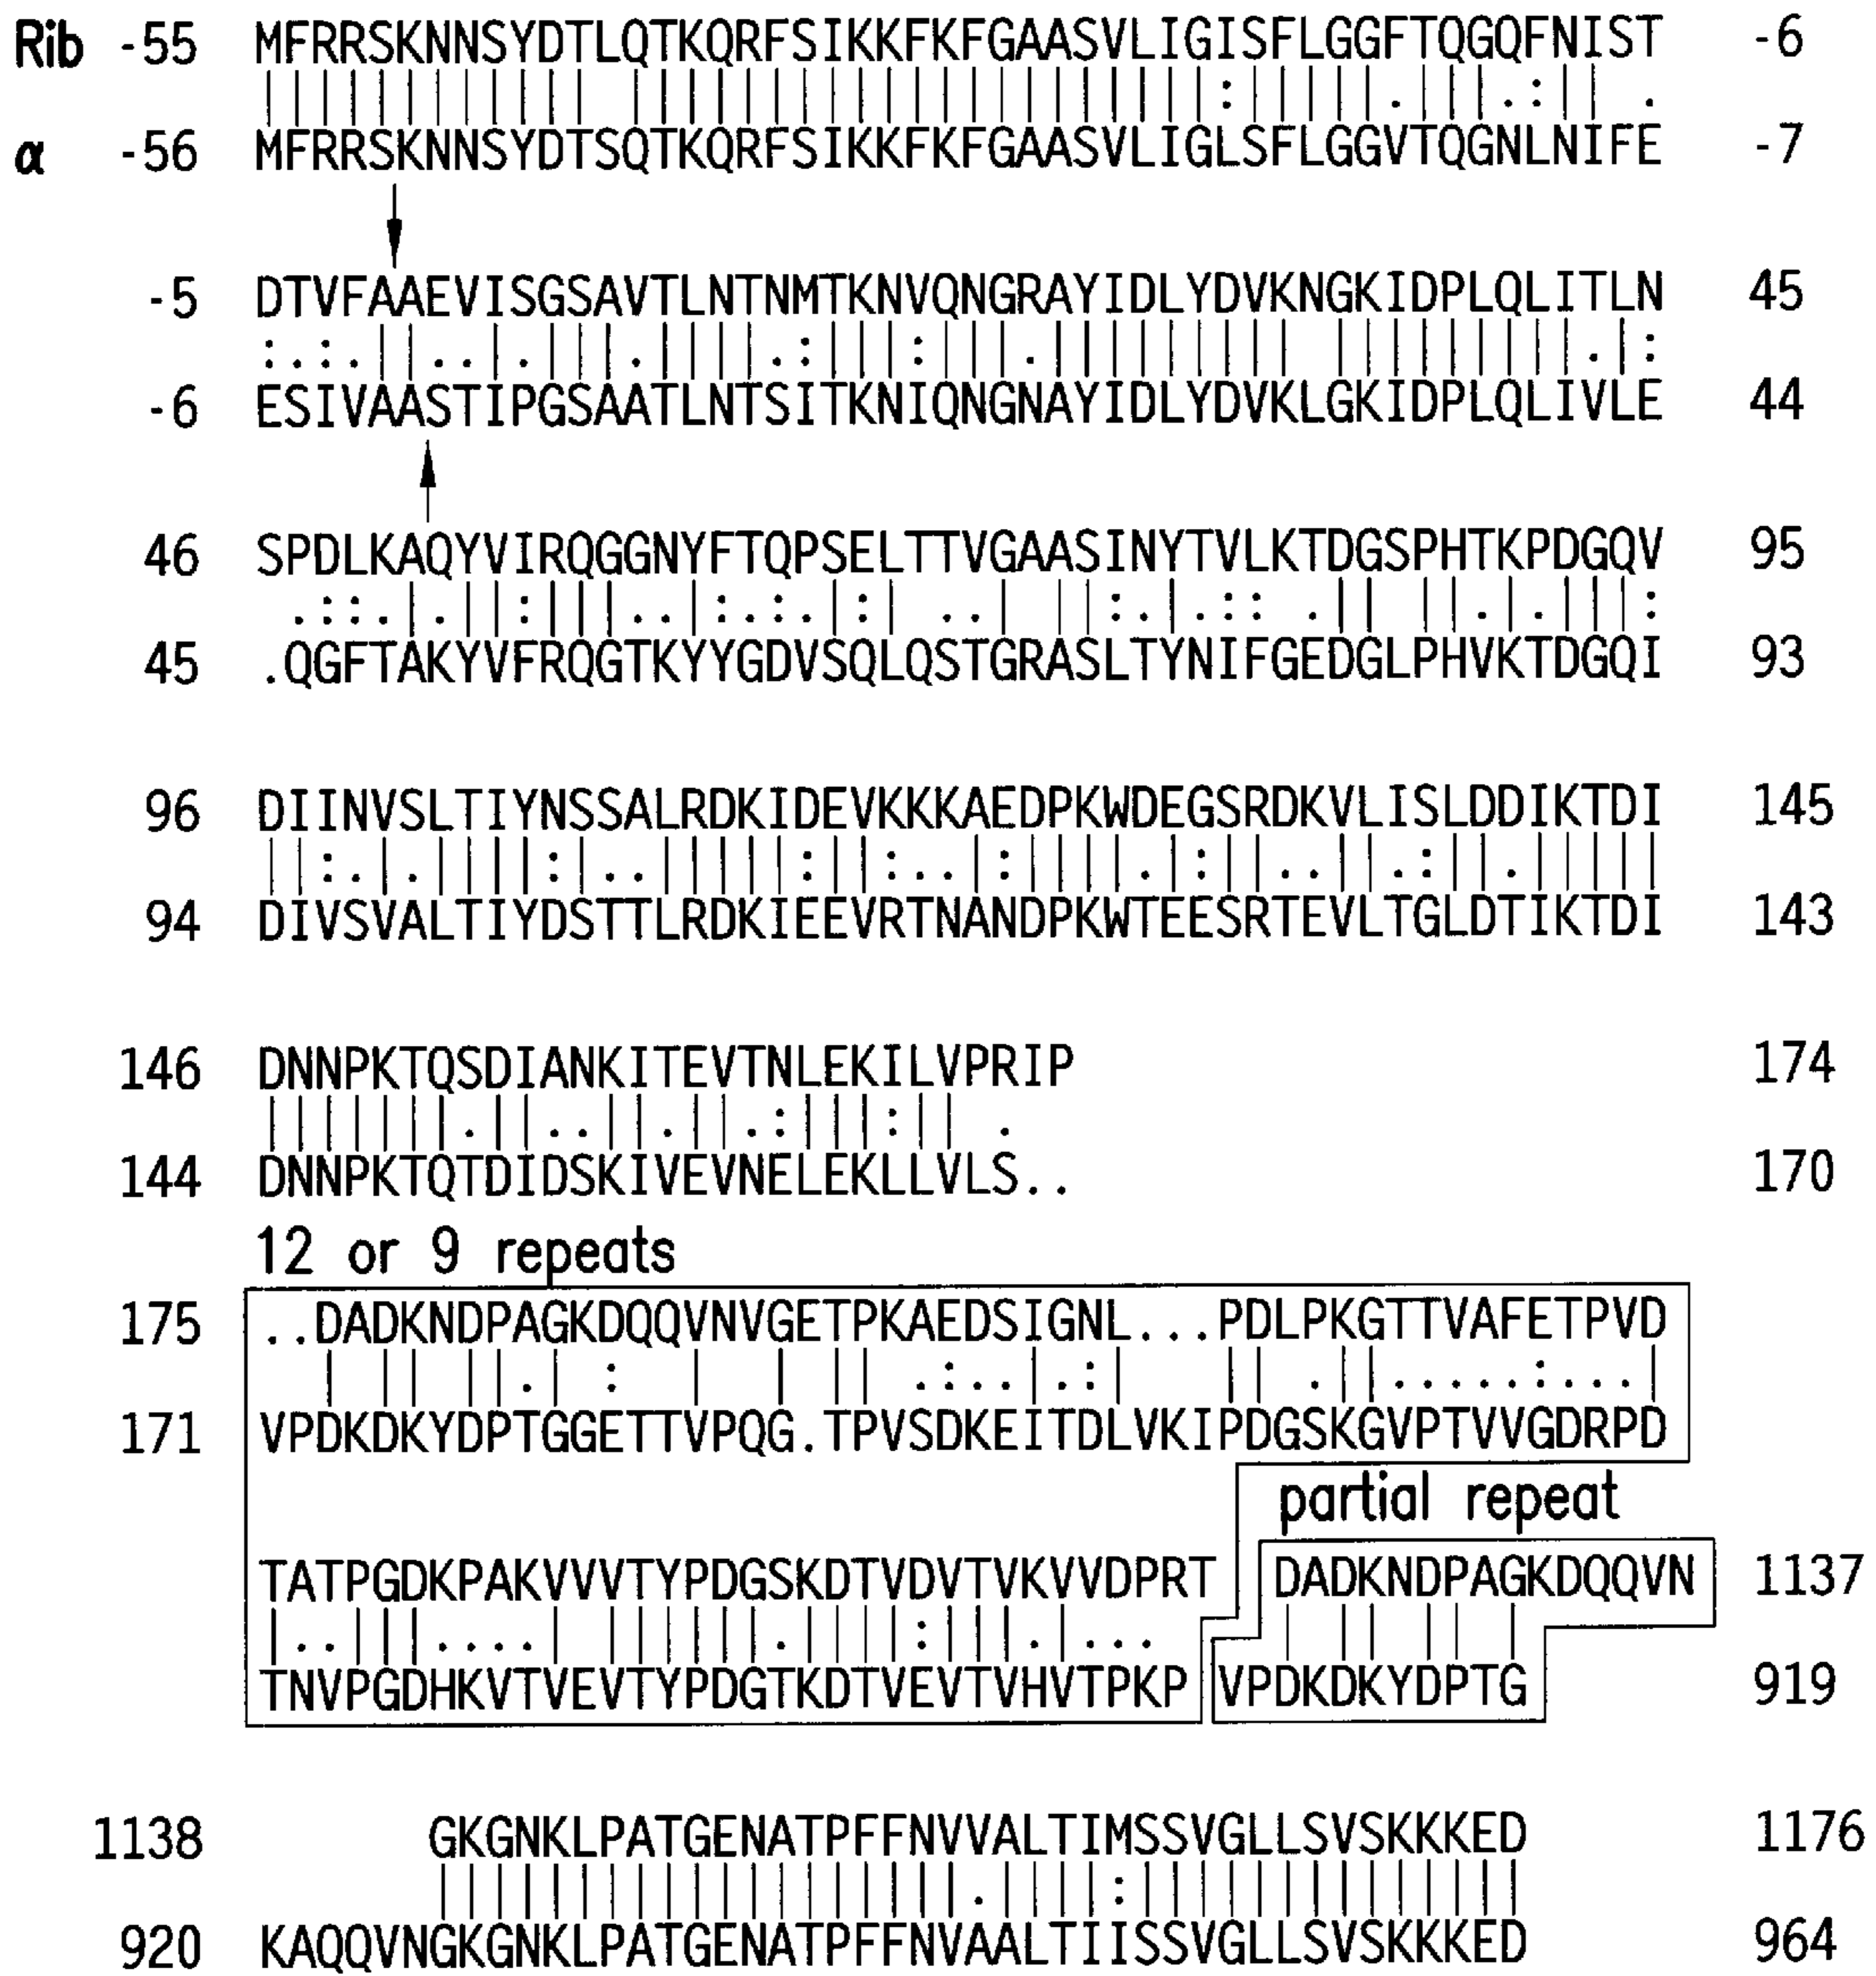 Rib -55 MFRRSKNNSYDTLQTKQRFSIKKFKFGAASVLIGISFLGGFTQGQFNIST -6
|||||||||||| |||||||||||||||||||||:|||||.|||.:|| .
α -56 MFRRSKNNSYDTSQTKQRFSIKKFKFGAASVLIGLSFLGGVTQGNLNIFE -7
-5 DTVFAAEVISGSAVTLNTNMTKNVQNGRAYIDLYDVKNGKIDPLQLITLN 45
:.:.||..|.|||.||||.:|||:|||.||||||||| |||||||||.|:
-6 ESIVAASTIPGSAATLNTSITKNIQNGNAYIDLYDVKLGKIDPLQLIVLE 44
46 SPDLKAQYVIRQGGNYFTQPSELTTVGAASINYTVLKTDGSPHTKPDGQV 95
.::.|.||:|||..|:.:.|:| ..| ||:.|.:: .|| ||.|.|||:
45 .QGFTAKYVFRQGTKYYGDVSQLQSTGRASLTYNIFGEDGLPHVKTDGQI 93
96 DIINVSLTIYNSSALRDKIDEVKKKAEDPKWDEGSRDKVLISLDDIKTDI 145
||:.|.||||:|..|||||:||:..|:||||.|:||..||.:||.|||||
94 DIVSVALTIYDSTTLRDKIEEVRTNANDPKWTEESRTEVLTGLDTIKTDI 143
146 DNNPKTQSDIANKITEVTNLEKILVPRIP 174
|||||||.||..||.||.:|||:|| .
144 DNNPKTQTDIDSKIVEVNELEKLLVLS.. 170
12 or 9 repeats
175 ..DADKNDPAGKDQQVNVGETPKAEDSIGNL...PDLPKGTTVAFETPVD
| || ||.| :  |  | || .:..|.:|   || .||.....:...|
171 VPDKDKYDPTGGETTVPQG.TPVSDKEITDLVKIPDGSKGVPTVVGDRPD
partial repeat
TATPGDKPAKVVVTYPDGSKDTVDVTVKVVDPRT DADKNDPAGKDQQVN 1137
|..|||....| ||||||.||||:|||.|... | || || |
TNVPGDHKVTVEVTYPDGTKDTVEVTVHVTPKP VPDKDKYDPTG 919
1138 GKGNKLPATGENATPFFNVVALTIMSSVGLLSVSKKKED 1176
|||||||||||||||||||.||||:||||||||||||||
920 KAQQVNGKGNKLPATGENATPFFNVAALTIISSVGLLSVSKKKED 964